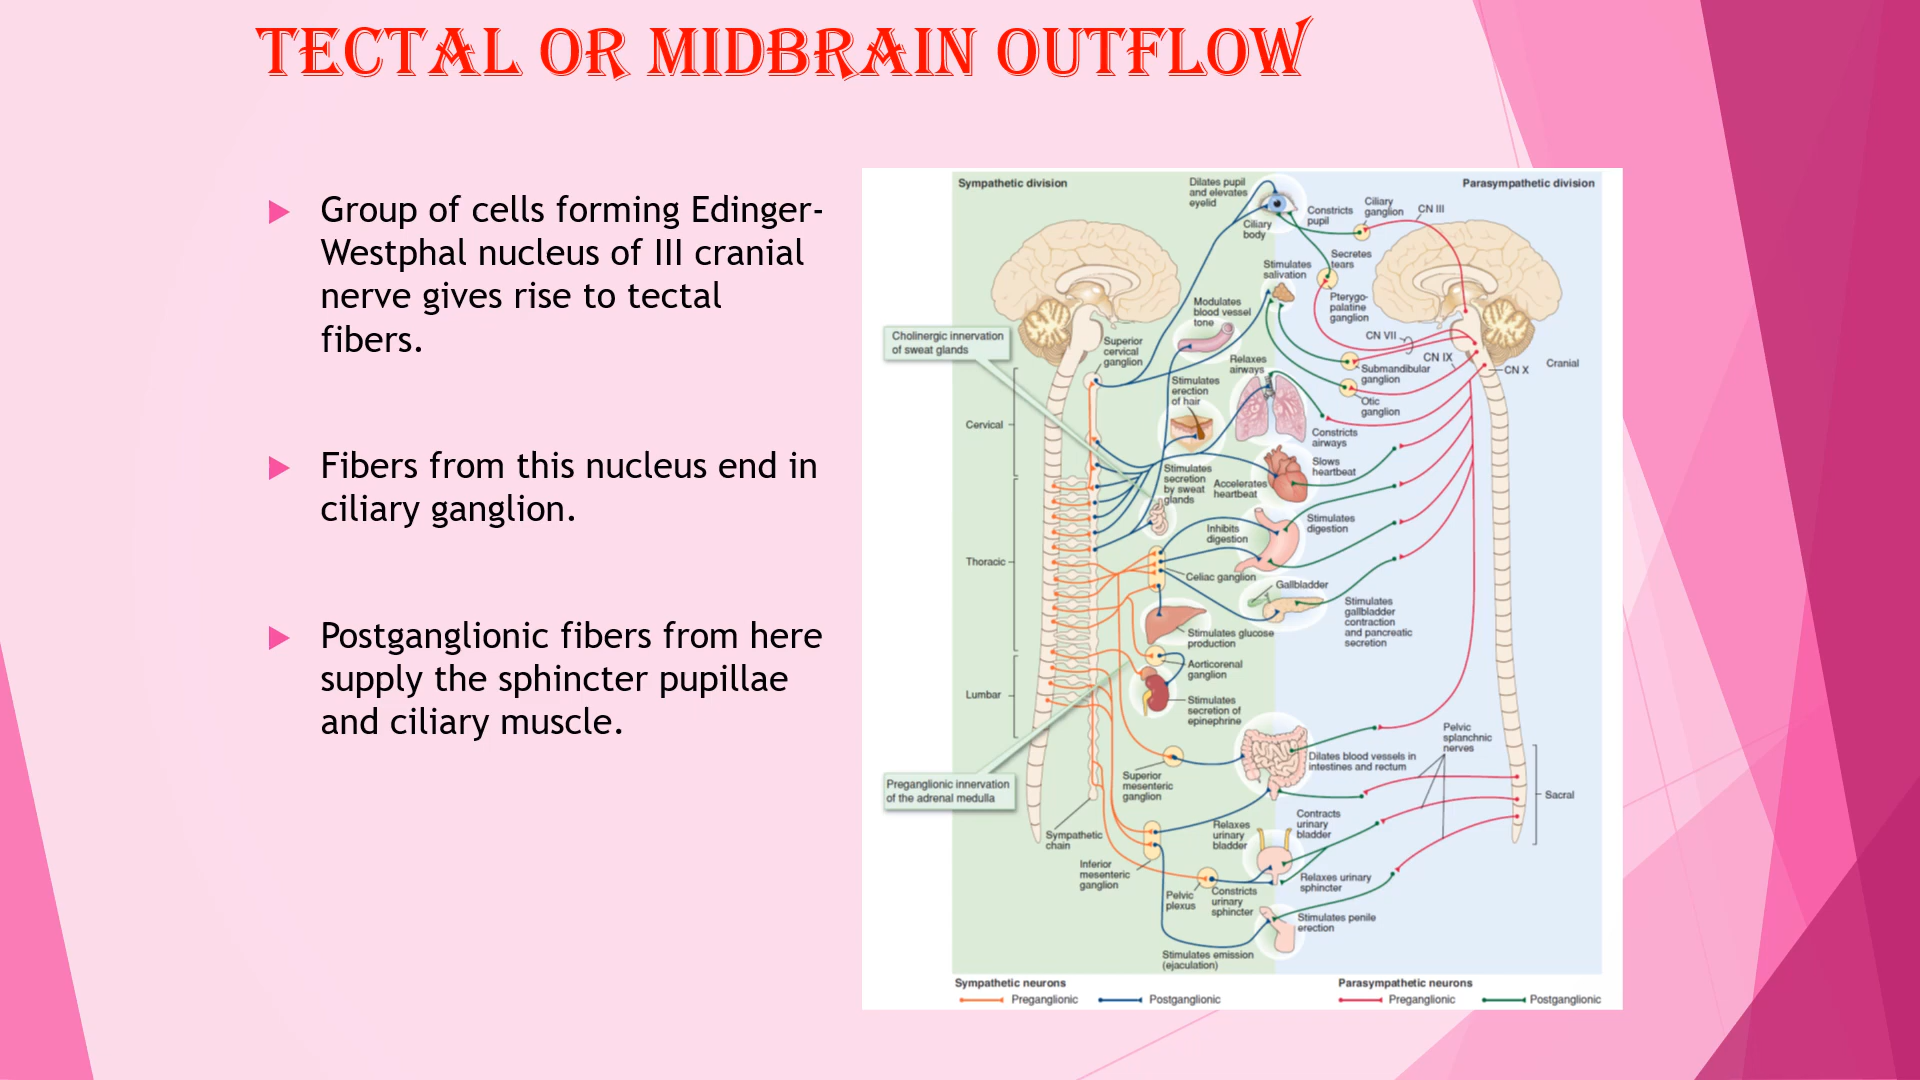 TECTAL OR MIDBRAIN OUTFLOW
Group of cells forming Edinger-
Westphal nucleus of III cranial
nerve gives rise to tectal
fibers.
Fibers from this nucleus end in
ciliary ganglion.
Postganglionic fibers from here
supply the sphincter pupillae
and ciliary muscle.
Sympathetic division
Parasympathetic division
Dilates pupil
and elevates
eyelid
Ciliary
body
Constricts
pupil
Ciliary
ganglion
CN III
Secretes
tears
Stimulates
salivation
Pterygo-
palatine
ganglion
Modulates
blood vessel
tone
CN VII
CN IX
CN X
Cranial
Submandibular
ganglion
Otic
ganglion
Cholinergic innervation
of sweat glands
Superior
cervical
ganglion
Relaxes
airways
Stimulates
erection
of hair
Constricts
airways
Cervical
Slows
heartbeat
Stimulates
secretion
by sweat
glands
Accelerates
heartbeat
Stimulates
digestion
Inhibits
digestion
Thoracic
Celiac ganglion
Gallbladder
Stimulates
gallbladder
contraction
and pancreatic
secretion
Stimulates glucose
production
Aorticorenal
ganglion
Lumbar
Stimulates
secretion of
epinephrine
Pelvic
splanchnic
nerves
Dilates blood vessels in
intestines and rectum
Superior
mesenteric
ganglion
Preganglionic innervation
of the adrenal medulla
Sacral
Sympathetic
chain
Relaxes
urinary
bladder
Contracts
urinary
bladder
Inferior
mesenteric
ganglion
Relaxes urinary
sphincter
Pelvic
plexus
Constricts
urinary
sphincter
Stimulates penile
erection
Stimulates emission
(ejaculation)
Sympathetic neurons
Preganglionic
Postganglionic
Parasympathetic neurons
Preganglionic
Postganglionic